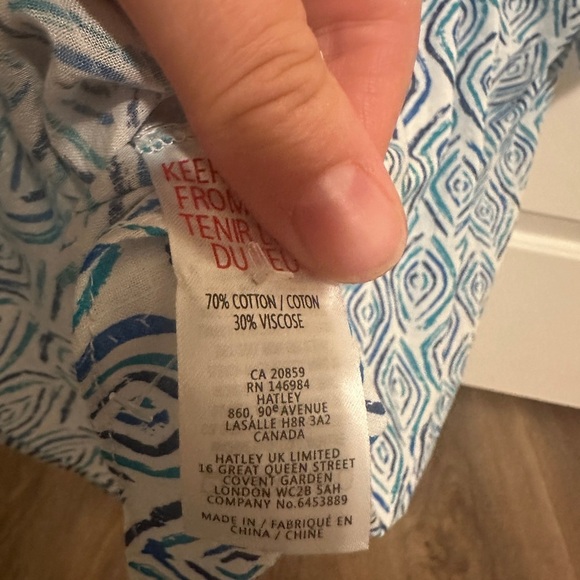 FROM
TENIR
DU
70% COTTON / COTON
30% VISCOSE
CA 20859
RN 146984
HATLEY
860, 90e AVENUE
LASALLE H8R 3A2
CANADA
HATLEY UK LIMITED
16 GREAT QUEEN STREET
COVENT GARDEN
LONDON WC2B 5AH
COMPANY No.6453889
MADE IN / FABRIQUÉ EN
CHINA / CHINE